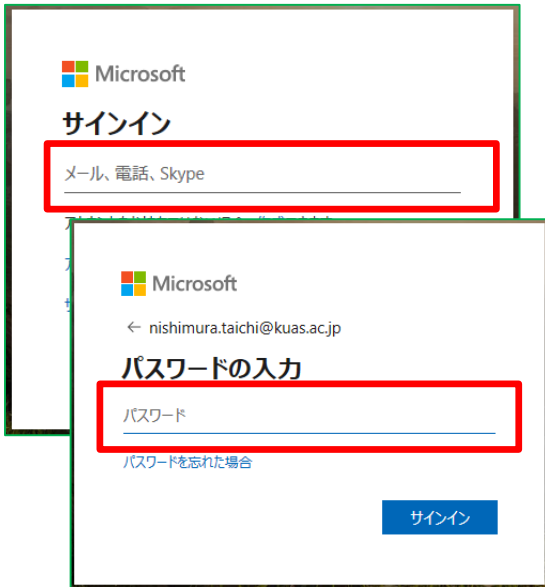 Microsoft
サインイン
メール、電話、Skype
Microsoft
← nishimura.taichi@kuas.ac.jp
パスワードの入力
パスワード
パスワードを忘れた場合
サインイン